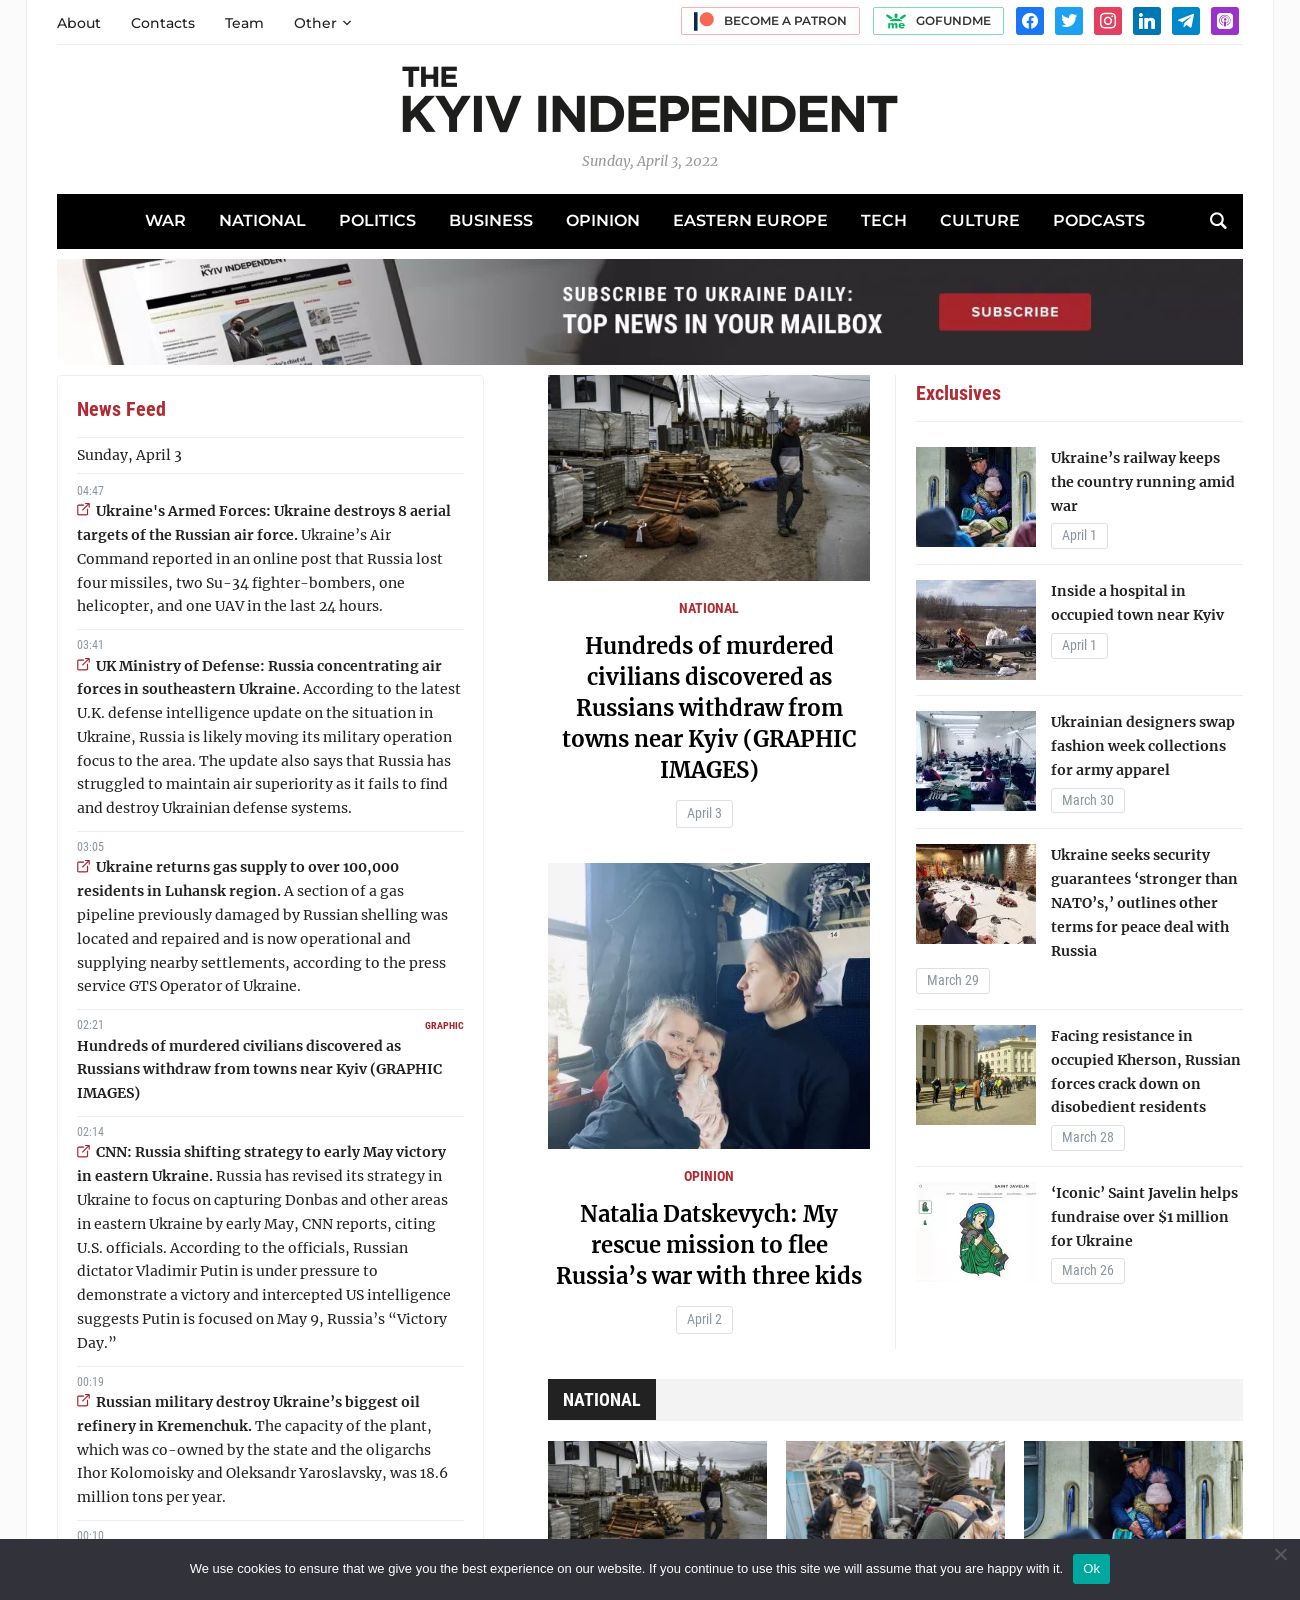 About
Contacts
Team
Other
BECOME A PATRON
GOFUNDME
THE
KYIV INDEPENDENT
Sunday, April 3, 2022
WAR
NATIONAL
POLITICS
BUSINESS
OPINION
EASTERN EUROPE
TECH
CULTURE
PODCASTS
SUBSCRIBE TO UKRAINE DAILY:
TOP NEWS IN YOUR MAILBOX
SUBSCRIBE
News Feed
Sunday, April 3
04:47
Ukraine's Armed Forces: Ukraine destroys 8 aerial
targets of the Russian air force. Ukraine’s Air
Command reported in an online post that Russia lost
four missiles, two Su-34 fighter-bombers, one
helicopter, and one UAV in the last 24 hours.
03:41
UK Ministry of Defense: Russia concentrating air
forces in southeastern Ukraine. According to the latest
U.K. defense intelligence update on the situation in
Ukraine, Russia is likely moving its military operation
focus to the area. The update also says that Russia has
struggled to maintain air superiority as it fails to find
and destroy Ukrainian defense systems.
03:05
Ukraine returns gas supply to over 100,000
residents in Luhansk region. A section of a gas
pipeline previously damaged by Russian shelling was
located and repaired and is now operational and
supplying nearby settlements, according to the press
service GTS Operator of Ukraine.
02:21
GRAPHIC
Hundreds of murdered civilians discovered as
Russians withdraw from towns near Kyiv (GRAPHIC
IMAGES)
02:14
CNN: Russia shifting strategy to early May victory
in eastern Ukraine. Russia has revised its strategy in
Ukraine to focus on capturing Donbas and other areas
in eastern Ukraine by early May, CNN reports, citing
U.S. officials. According to the officials, Russian
dictator Vladimir Putin is under pressure to
demonstrate a victory and intercepted US intelligence
suggests Putin is focused on May 9, Russia’s “Victory
Day.”
00:19
Russian military destroy Ukraine’s biggest oil
refinery in Kremenchuk. The capacity of the plant,
which was co-owned by the state and the oligarchs
Ihor Kolomoisky and Oleksandr Yaroslavsky, was 18.6
million tons per year.
00:10
NATIONAL
Hundreds of murdered
civilians discovered as
Russians withdraw from
towns near Kyiv (GRAPHIC
IMAGES)
April 3
14
OPINION
Natalia Datskevych: My
rescue mission to flee
Russia’s war with three kids
April 2
Exclusives
Ukraine’s railway keeps
the country running amid
war
April 1
Inside a hospital in
occupied town near Kyiv
April 1
Ukrainian designers swap
fashion week collections
for army apparel
March 30
Ukraine seeks security
guarantees ‘stronger than
NATO’s,’ outlines other
terms for peace deal with
Russia
March 29
Facing resistance in
occupied Kherson, Russian
forces crack down on
disobedient residents
March 28
SAINT JAVELIN
‘Iconic’ Saint Javelin helps
fundraise over $1 million
for Ukraine
March 26
NATIONAL
We use cookies to ensure that we give you the best experience on our website. If you continue to use this site we will assume that you are happy with it.
Ok